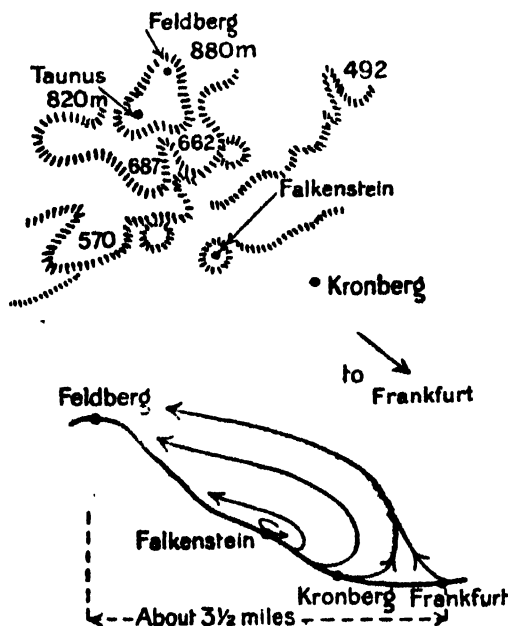 Feldberg
880m
Taunus
820m
492
662
687
Falkenstein
570
Kronberg
to
Frankfurt
Feldberg
Falkenstein
Kronberg
Frankfurt
About 3½ miles